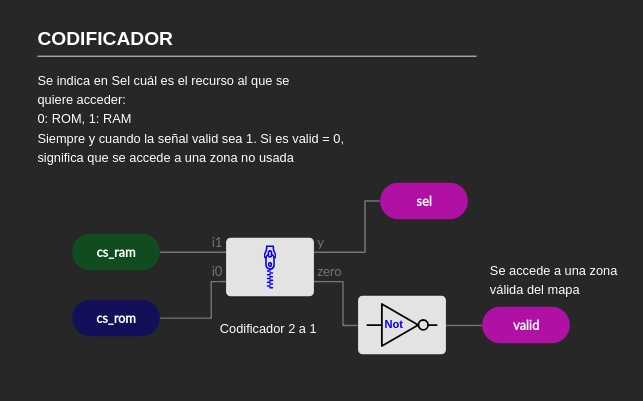 CODIFICADOR
Se indica en Sel cuál es el recurso al que se
quiere acceder:
0: ROM, 1: RAM
Siempre y cuando la señal valid sea 1. Si es valid = 0,
significa que se accede a una zona no usada
sel
i1
y
cs_ram
i0
zero
Se accede a una zona
válida del mapa
cs_rom
Codificador 2 a 1
Not
valid